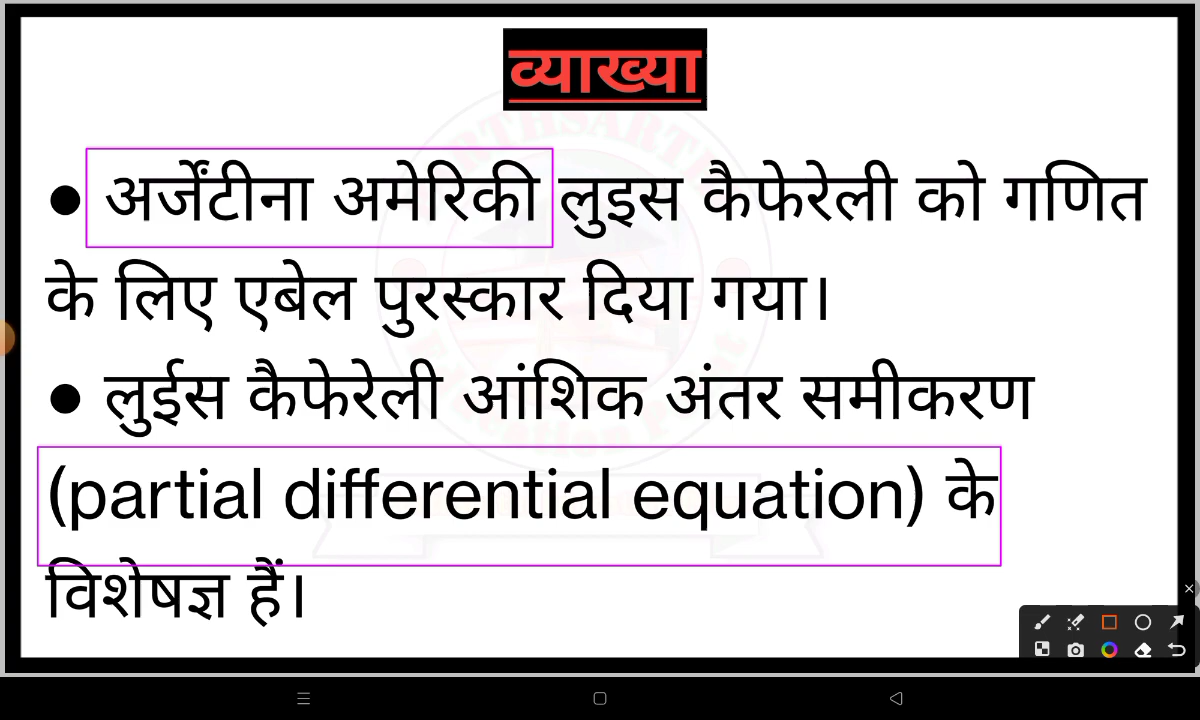 व्याख्या
● अर्जेंटीना अमेरिकी लुइस कैफेरेली को गणित
के लिए एबेल पुरस्कार दिया गया।
● लुईस कैफेरेली आंशिक अंतर समीकरण
(partial differential equation) के
विशेषज्ञ हैं।